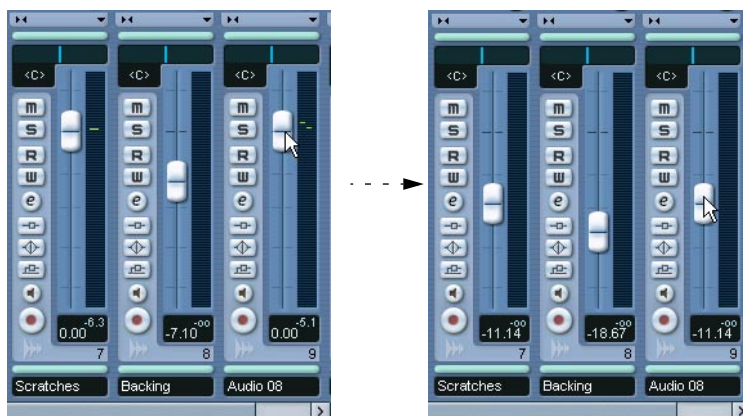 <C> <C> <C> <C> <C> <C>
m m m m m m
S S S S S S
R R R R R R
W W W W W W
e e e e e e
-6.3 -oo -5.1 -oo -oo -oo
0.00 -7.10 0.00 -11.14 -18.67 -11.14
7 8 9 7 8 9
Scratches Backing Audio 08 Scratches Backing Audio 08